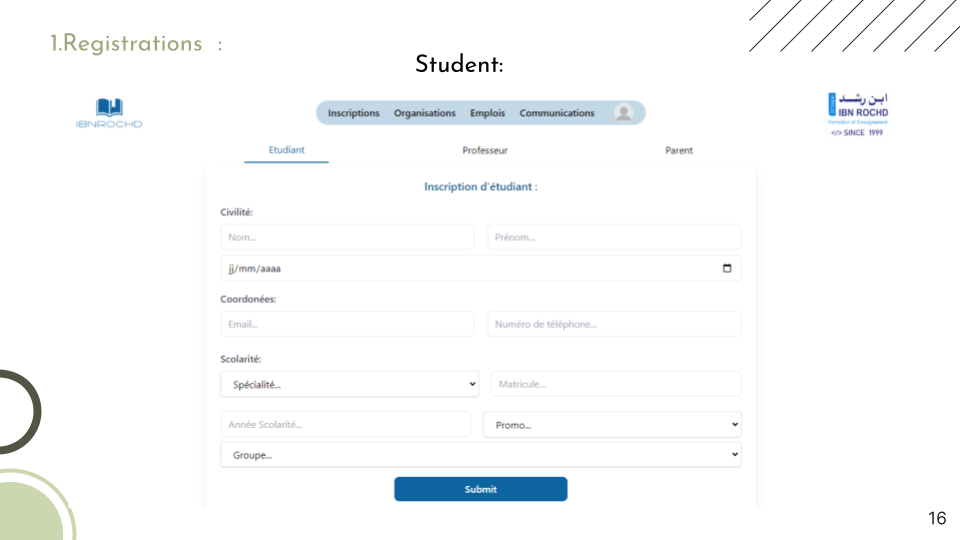 1.Registrations :
Student:
IBNROCHD
Inscriptions Organisations Emplois Communications
ابن رشد
IBN ROCHD
Formation et Enseignement
</> SINCE 1999
Etudiant Professeur Parent
Inscription d'étudiant :
Civilité:
Nom... Prénom...
jj/mm/aaaa
Coordonées:
Email... Numéro de téléphone...
Scolarité:
Spécialité... Matricule...
Année Scolarité... Promo...
Groupe...
Submit
16